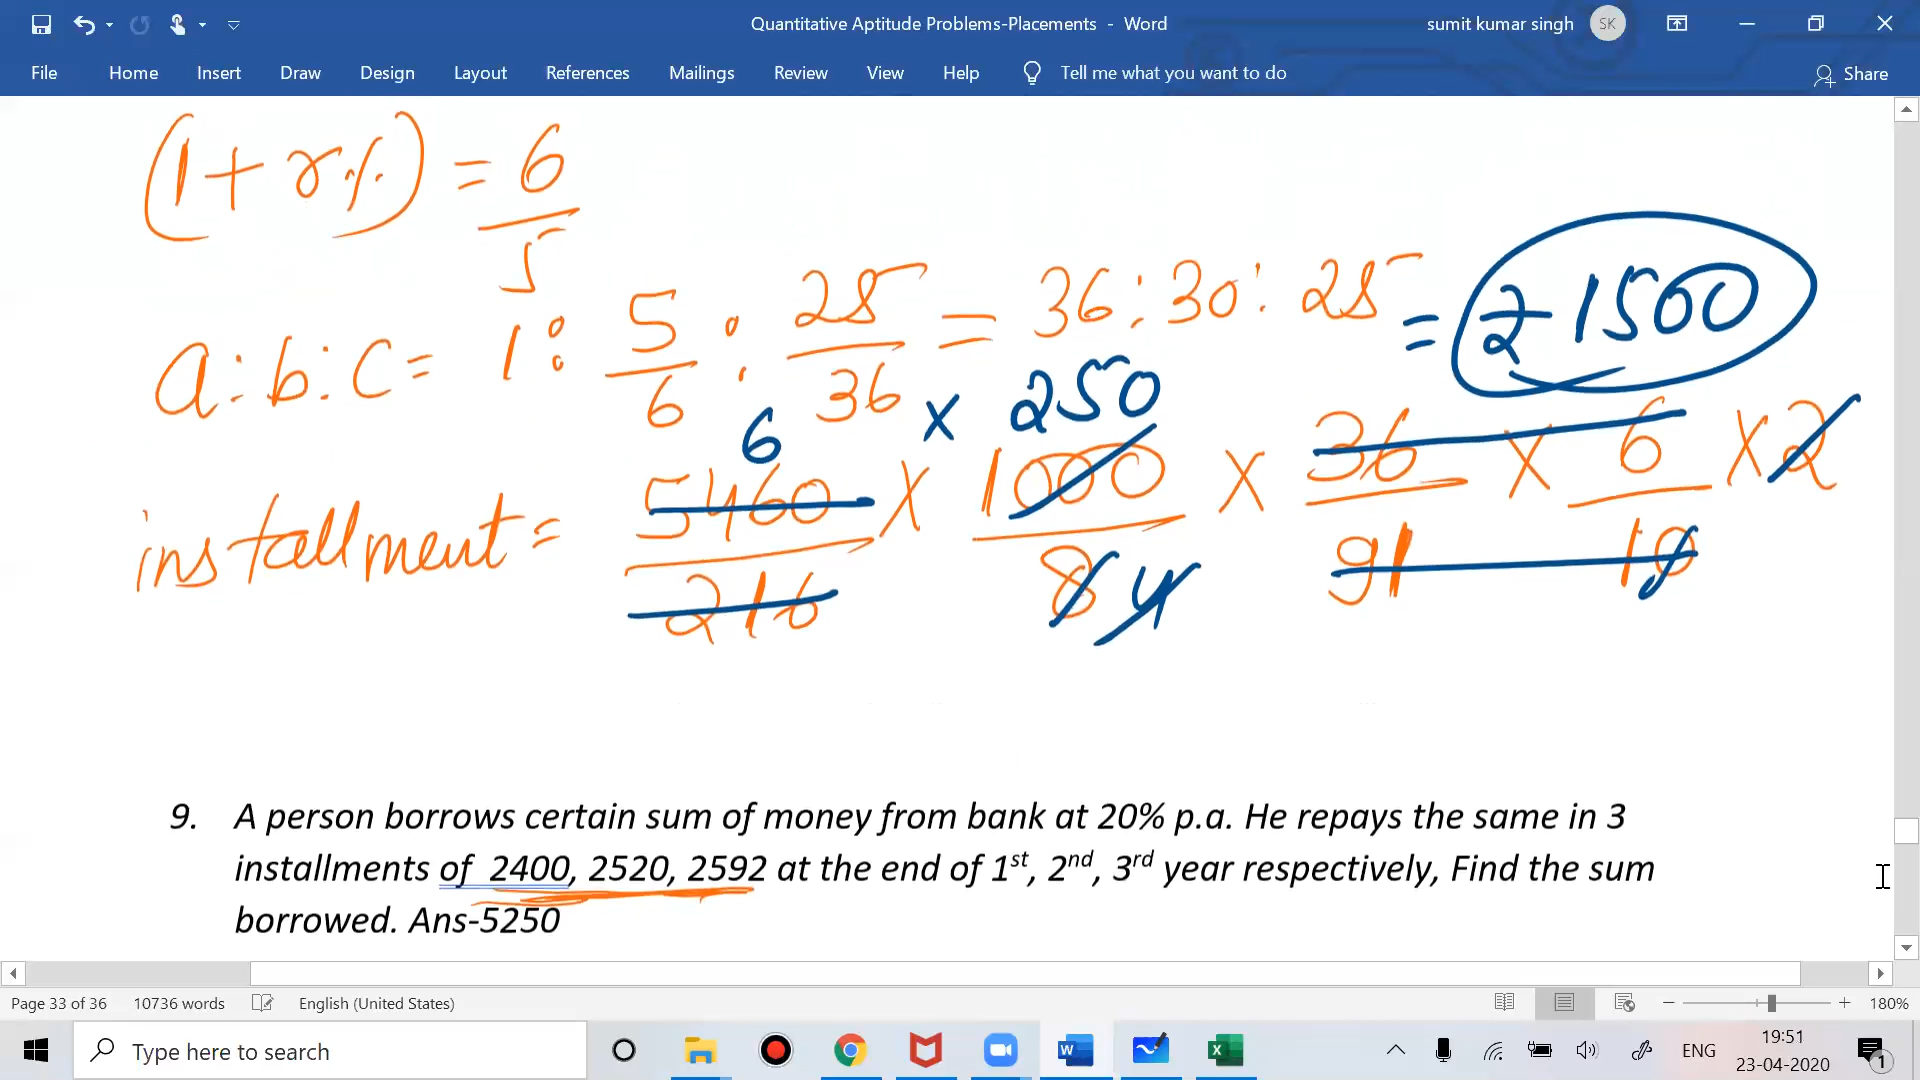 Quantitative Aptitude Problems-Placements - Word
sumit kumar singh SK
File Home Insert Draw Design Layout References Mailings Review View Help Tell me what you want to do Share
(1+r%) = 6/5
a:b:c = 1 : 5/6 : 25/36 = 36:30:25
= 21500
6 × 250
installment = 5460/216 × 1000/8 4 × 36/91 × 6/10 × 2
9. A person borrows certain sum of money from bank at 20% p.a. He repays the same in 3
installments of 2400, 2520, 2592 at the end of 1st, 2nd, 3rd year respectively, Find the sum
borrowed. Ans-5250
Page 33 of 36 10736 words English (United States) 180%
Type here to search
ENG
19:51
23-04-2020
1